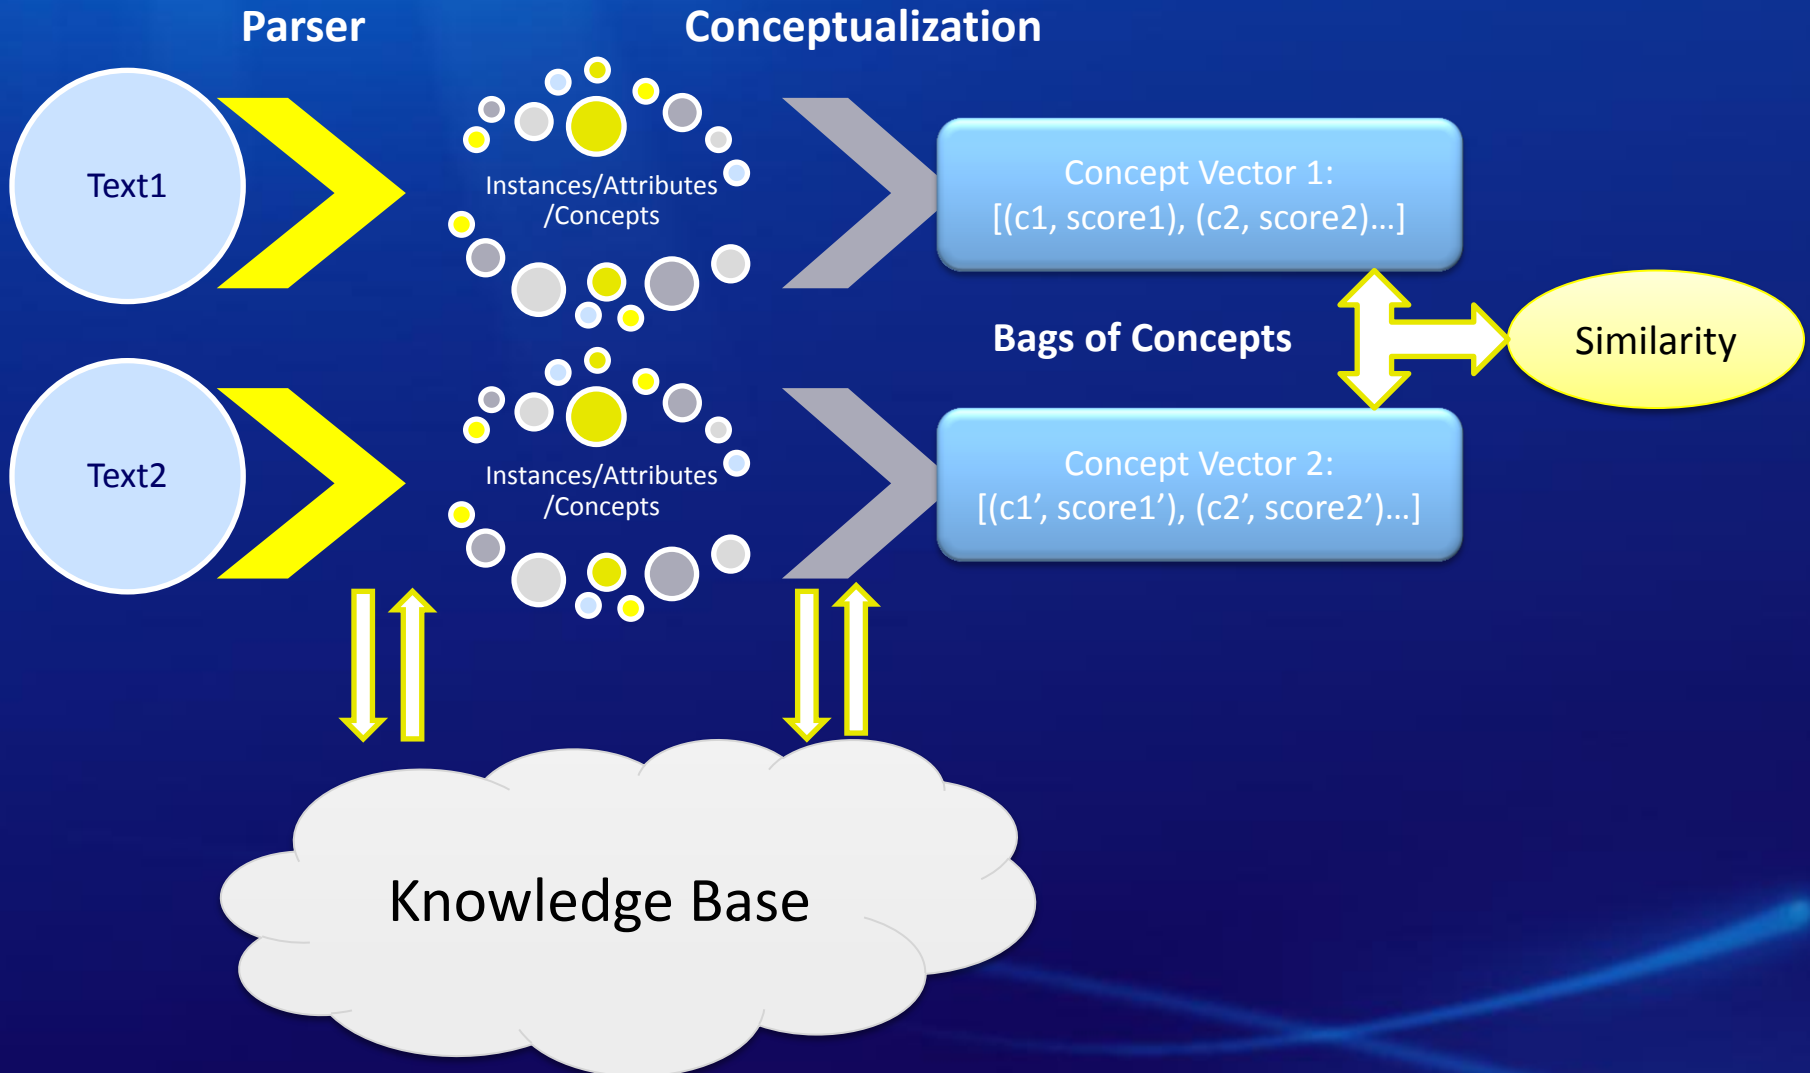 Parser
Conceptualization
Text1
Instances/Attributes
/Concepts
Concept Vector 1:
[(c1, score1), (c2, score2)…]
Bags of Concepts
Similarity
Text2
Instances/Attributes
/Concepts
Concept Vector 2:
[(c1’, score1’), (c2’, score2’)…]
Knowledge Base